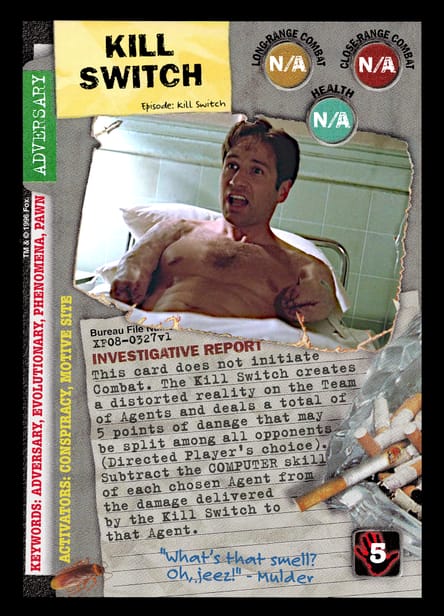 KILL
SWITCH
Episode: Kill Switch
LONG-RANGE COMBAT
N/A
CLOSE-RANGE COMBAT
N/A
HEALTH
N/A
ADVERSARY
TM & © 1996 Fox.
KEYWORDS: ADVERSARY, EVOLUTIONARY, PHENOMENA, PAWN
ACTIVATORS: CONSPIRACY, MOTIVE SITE
Bureau File
XF08-0327v1
INVESTIGATIVE REPORT
This card does not initiate
Combat. The Kill Switch creates
a distorted reality on the Team
of Agents and deals a total of
5 points of danage that may
be split among all opponents
(Directed Player's choice).
Subtract the COMPUTER skill
of each chosen Agent from
the damage delivered
by the Kill Switch to
that Agent.
5
"What's that smell?
Oh, jeez!" - Mulder